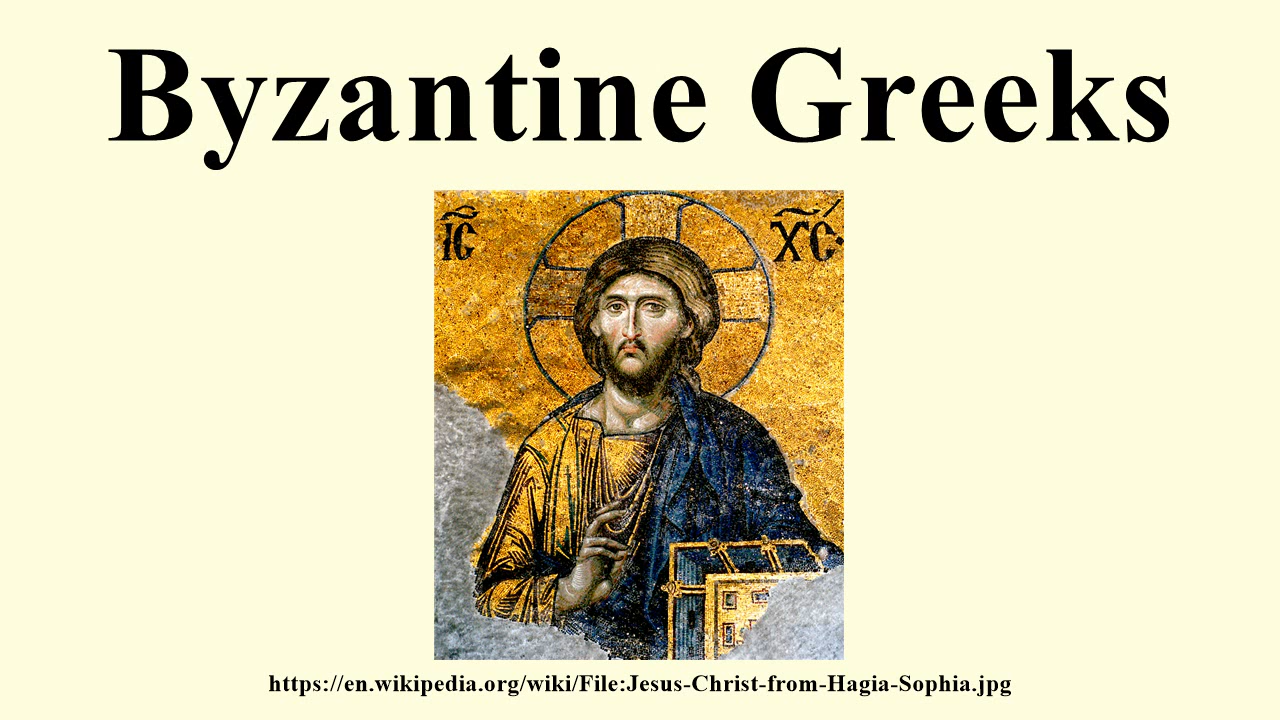 Byzantine Greeks
IC XC
https://en.wikipedia.org/wiki/File:Jesus-Christ-from-Hagia-Sophia.jpg